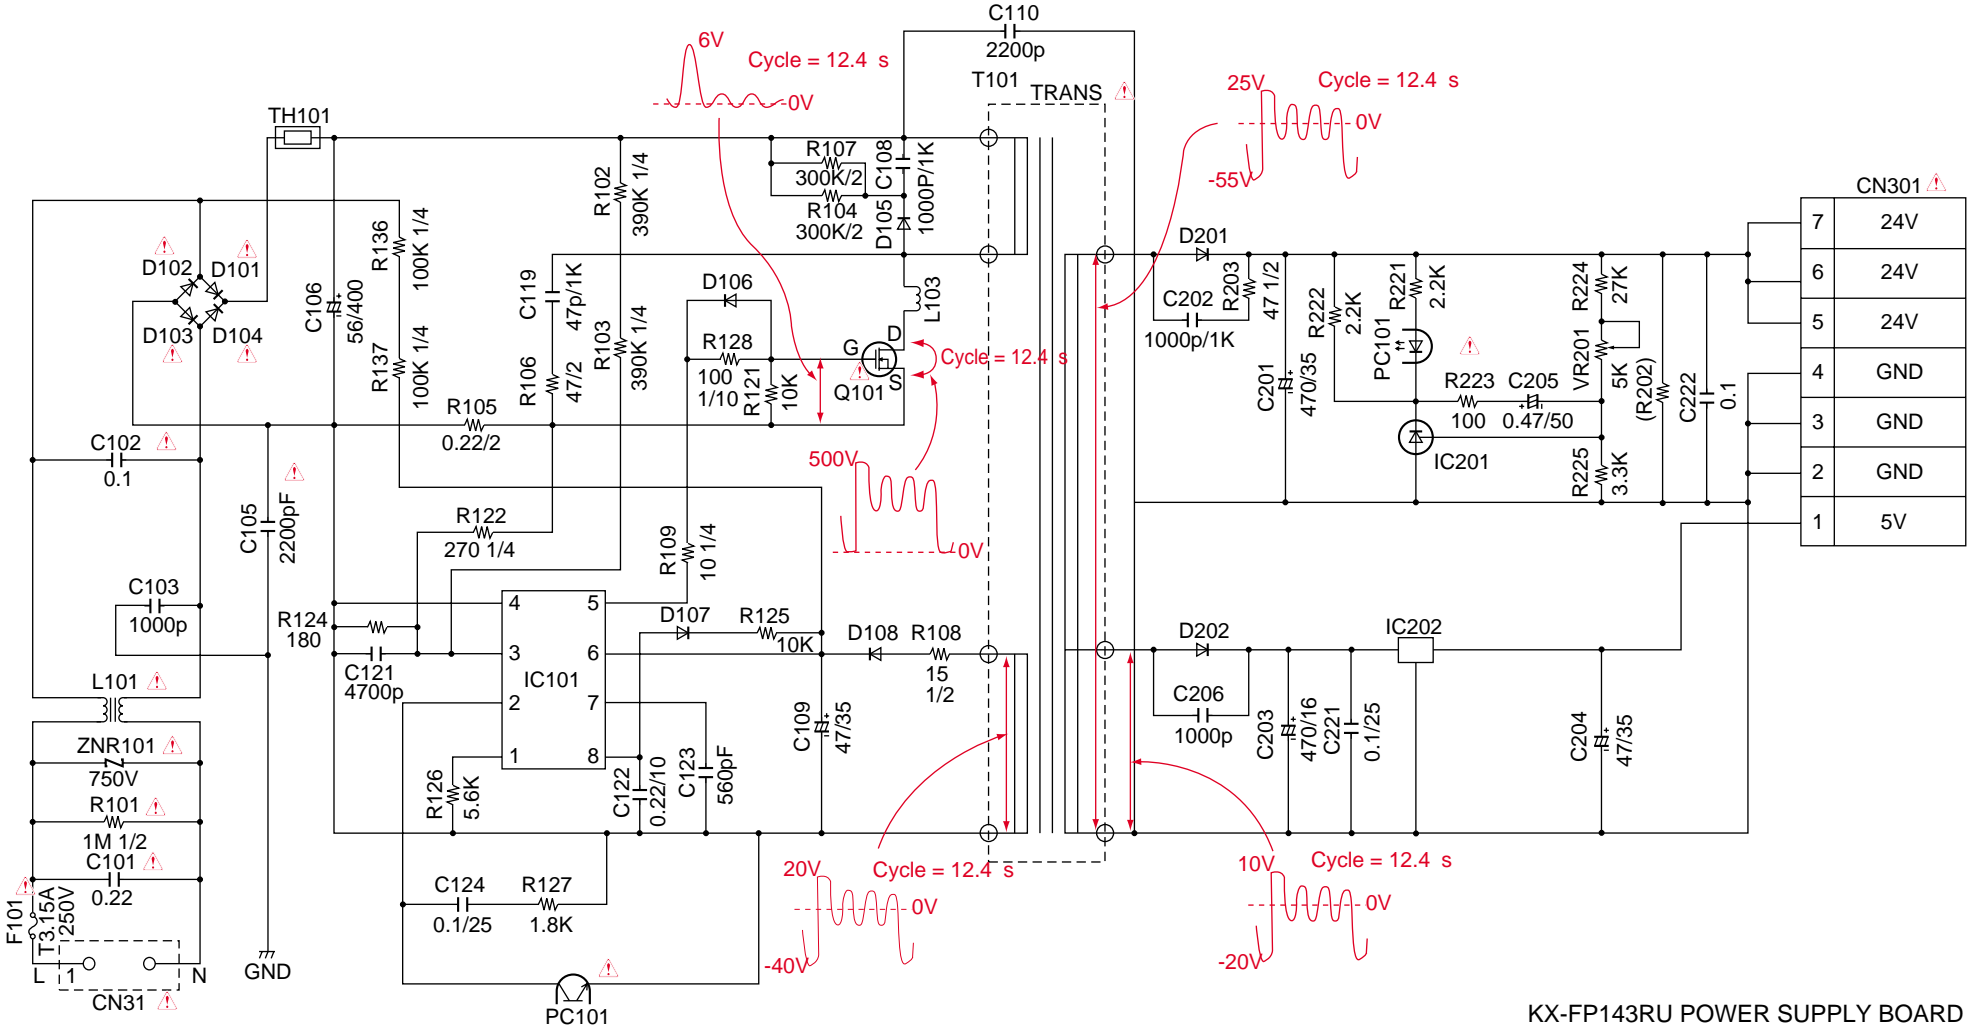 C110
2200p
6V
Cycle = 12.4 s
0V
T101
TRANS
25V
Cycle = 12.4 s
0V
-55V
TH101
R107
300K/2
R104
300K/2
C108
1000P/1K
D105
R102
390K 1/4
R136
100K 1/4
D102
D101
D103
D104
C106
56/400
R137
100K 1/4
C119
47p/1K
R103
390K 1/4
R106
47/2
D106
R128
100
1/10
R121
10K
G
D
S
Q101
L103
Cycle = 12.4 s
R105
0.22/2
C102
0.1
C105
2200pF
500V
0V
R122
270 1/4
R109
10 1/4
C103
1000p
R124
180
C121
4700p
4
3
2
1
5
6
7
8
IC101
D107
R125
10K
D108
R108
15
1/2
C109
47/35
L101
ZNR101
750V
R101
1M 1/2
C101
0.22
F101
T3.15A
250V
L
1
N
CN31
GND
R126
5.6K
C122
0.22/10
C123
560pF
C124
0.1/25
R127
1.8K
PC101
20V
Cycle = 12.4 s
0V
-40V
10V
Cycle = 12.4 s
0V
-20V
D201
C202
1000p/1K
R203
47 1/2
C201
470/35
R222
2.2K
R221
2.2K
PC101
R223
100
C205
0.47/50
IC201
R224
27K
VR201
5K
R225
3.3K
(R202)
C222
0.1
D202
C206
1000p
C203
470/16
C221
0.1/25
IC202
C204
47/35
CN301
7 24V
6 24V
5 24V
4 GND
3 GND
2 GND
1 5V
KX-FP143RU POWER SUPPLY BOARD